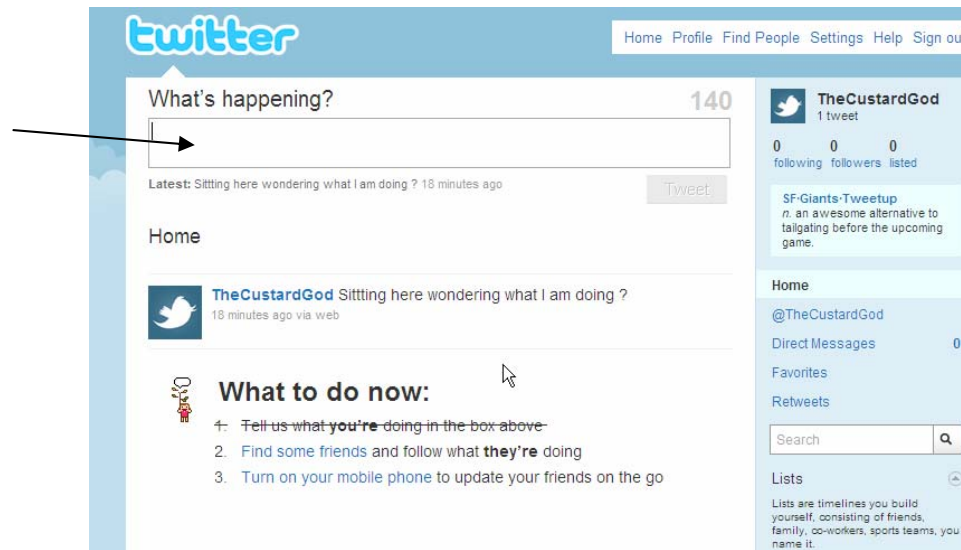 twitter
Home Profile Find People Settings Help Sign ou
What's happening?
140
Latest: Sittting here wondering what I am doing ? 18 minutes ago
Tweet
Home
TheCustardGod Sittting here wondering what I am doing ?
18 minutes ago via web
What to do now:
1. Tell us what you're doing in the box above
2. Find some friends and follow what they're doing
3. Turn on your mobile phone to update your friends on the go
TheCustardGod
1 tweet
0 0 0
following followers listed
SF-Giants-Tweetup
n. an awesome alternative to
tailgating before the upcoming
game.
Home
@TheCustardGod
Direct Messages 0
Favorites
Retweets
Search
Lists
Lists are timelines you build
yourself, consisting of friends,
family, co-workers, sports teams, you
name it.